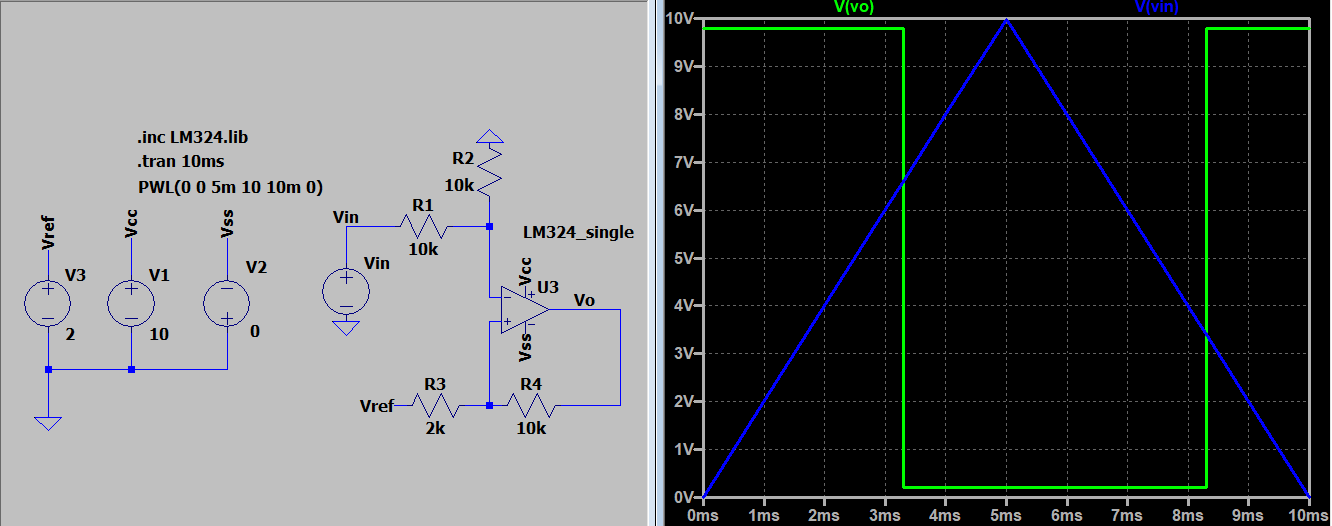 .inc LM324.lib
.tran 10ms
PWL(0 0 5m 10 10m 0)
Vref
Vcc
Vss
V3
V1
V2
2
10
0
R2
10k
Vin
R1
10k
Vin
LM324_single
Vcc
U3
Vo
Vss
Vref
R3
2k
R4
10k
V(vo)
V(vin)
10V
9V
8V
7V
6V
5V
4V
3V
2V
1V
0V
0ms 1ms 2ms 3ms 4ms 5ms 6ms 7ms 8ms 9ms 10ms